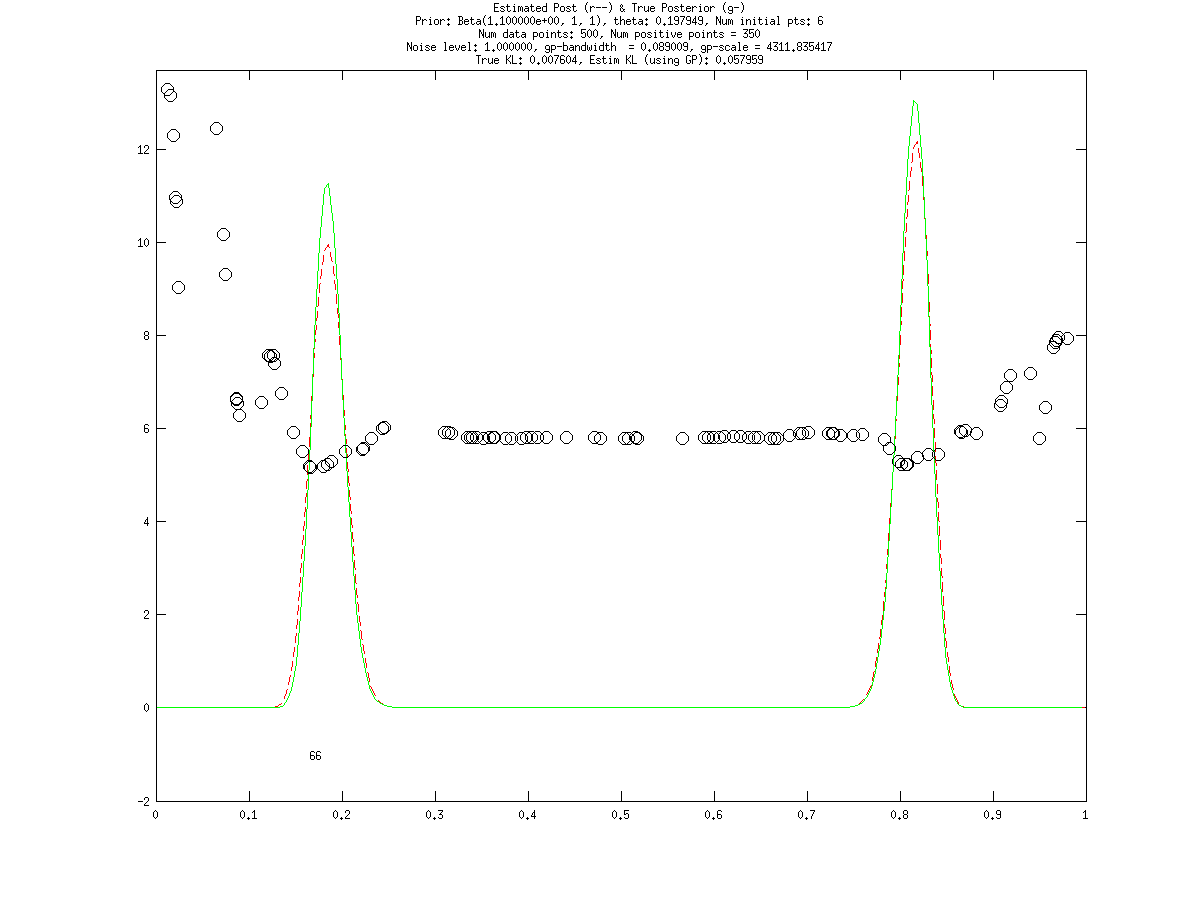 Estimated Post (r--) & True Posterior (g-)
Prior: Beta(1.100000e+00, 1, 1), theta: 0.197949, Num initial pts: 6
Num data points: 500, Num positive points = 350
Noise level: 1.000000, gp-bandwidth  = 0.089009, gp-scale = 4311.835417
True KL: 0.007604, Estim KL (using GP): 0.057959
12
10
8
6
4
2
0
66
-2
0 0.1 0.2 0.3 0.4 0.5 0.6 0.7 0.8 0.9 1